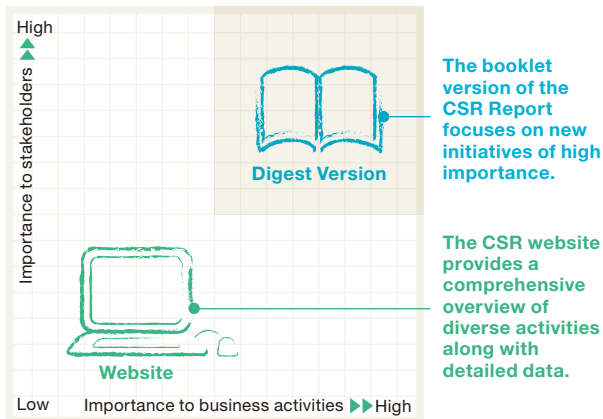 High
Importance to stakeholders
Digest Version
The booklet
version of the
CSR Report
focuses on new
initiatives of high
importance.
Website
The CSR website
provides a
comprehensive
overview of
diverse activities
along with
detailed data.
Low
Importance to business activities
High